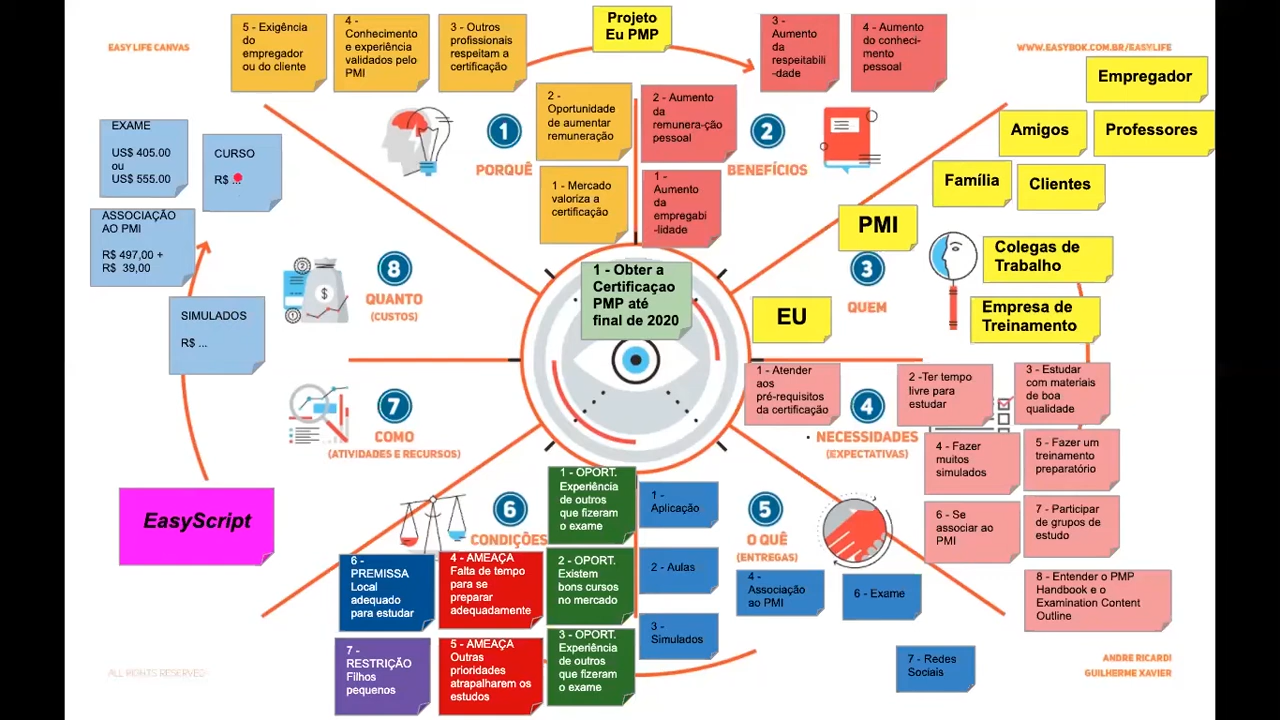 EASY LIFE CANVAS
Projeto
Eu PMP
WWW.EASYBOK.COM.BR/EASYLIFE
5 - Exigência
do
empregador
ou do cliente
4 -
Conhecimento
e experiência
validados pelo
PMI
3 - Outros
profissionais
respeitam a
certificação
2 -
Oportunidade
de aumentar
remuneração
1 - Mercado
valoriza a
certificação
1
PORQUÊ
3 -
Aumento
da
respeitabili-
-dade
4 - Aumento
do conheci-
mento
pessoal
2 - Aumento
da
remunera-ção
pessoal
1 -
Aumento
da
empregabi
-lidade
2
BENEFÍCIOS
Empregador
Amigos
Professores
Família
Clientes
PMI
Colegas de
Trabalho
EU
Empresa de
Treinamento
3
QUEM
1 - Obter a
Certificaçao
PMP até
final de 2020
1 - Atender
aos
pré-requisitos
da certificação
2 -Ter tempo
livre para
estudar
3 - Estudar
com materiais
de boa
qualidade
4
NECESSIDADES
(EXPECTATIVAS)
4 - Fazer
muitos
simulados
5 - Fazer um
treinamento
preparatório
6 - Se
associar ao
PMI
7 - Participar
de grupos de
estudo
8 - Entender o PMP
Handbook e o
Examination Content
Outline
5
O QUÊ
(ENTREGAS)
1 -
Aplicação
2 - Aulas
3 -
Simulados
4 -
Associação
ao PMI
6 - Exame
7 - Redes
Sociais
6
CONDIÇÕES
1 - OPORT.
Experiência
de outros
que fizeram
o exame
2 - OPORT.
Existem
bons cursos
no mercado
3 - OPORT.
Experiência
de outros
que fizeram
o exame
4 - AMEAÇA
Falta de tempo
para se
preparar
adequadamente
5 - AMEAÇA
Outras
prioridades
atrapalharem os
estudos
6 -
PREMISSA
Local
adequado
para estudar
7 -
RESTRIÇÃO
Filhos
pequenos
7
COMO
(ATIVIDADES E RECURSOS)
EasyScript
8
QUANTO
(CUSTOS)
EXAME
US$ 405.00
ou
US$ 555.00
CURSO
R$ ...
ASSOCIAÇÃO
AO PMI
R$ 497,00 +
R$ 39,00
SIMULADOS
R$ ...
ALL RIGHTS RESERVED
ANDRE RICARDI
GUILHERME XAVIER